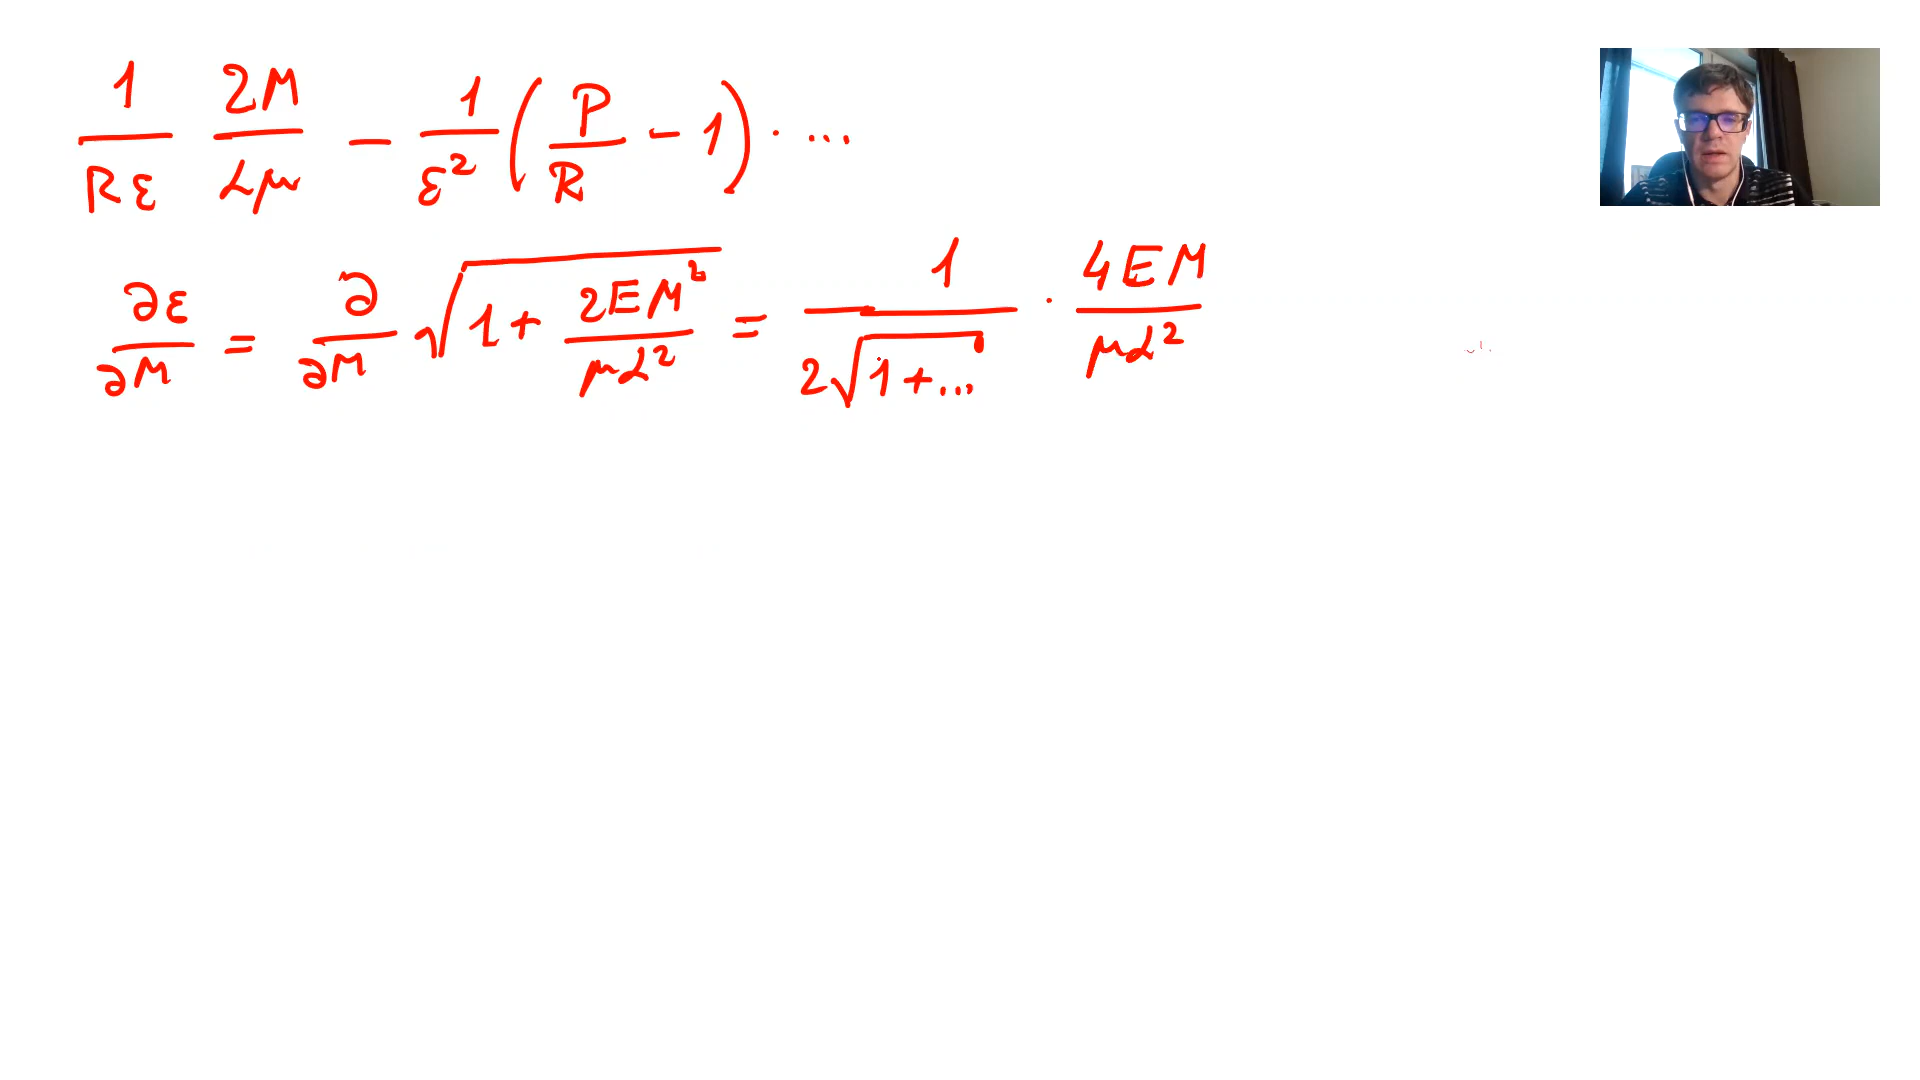 1/(Rε) 2M/(αμ) − 1/ε² (P/R − 1) · ...
∂ε/∂M = ∂/∂M √(1 + 2EM²/(μα²)) = 1/(2√(1+...)) · 4EM/(μα²)